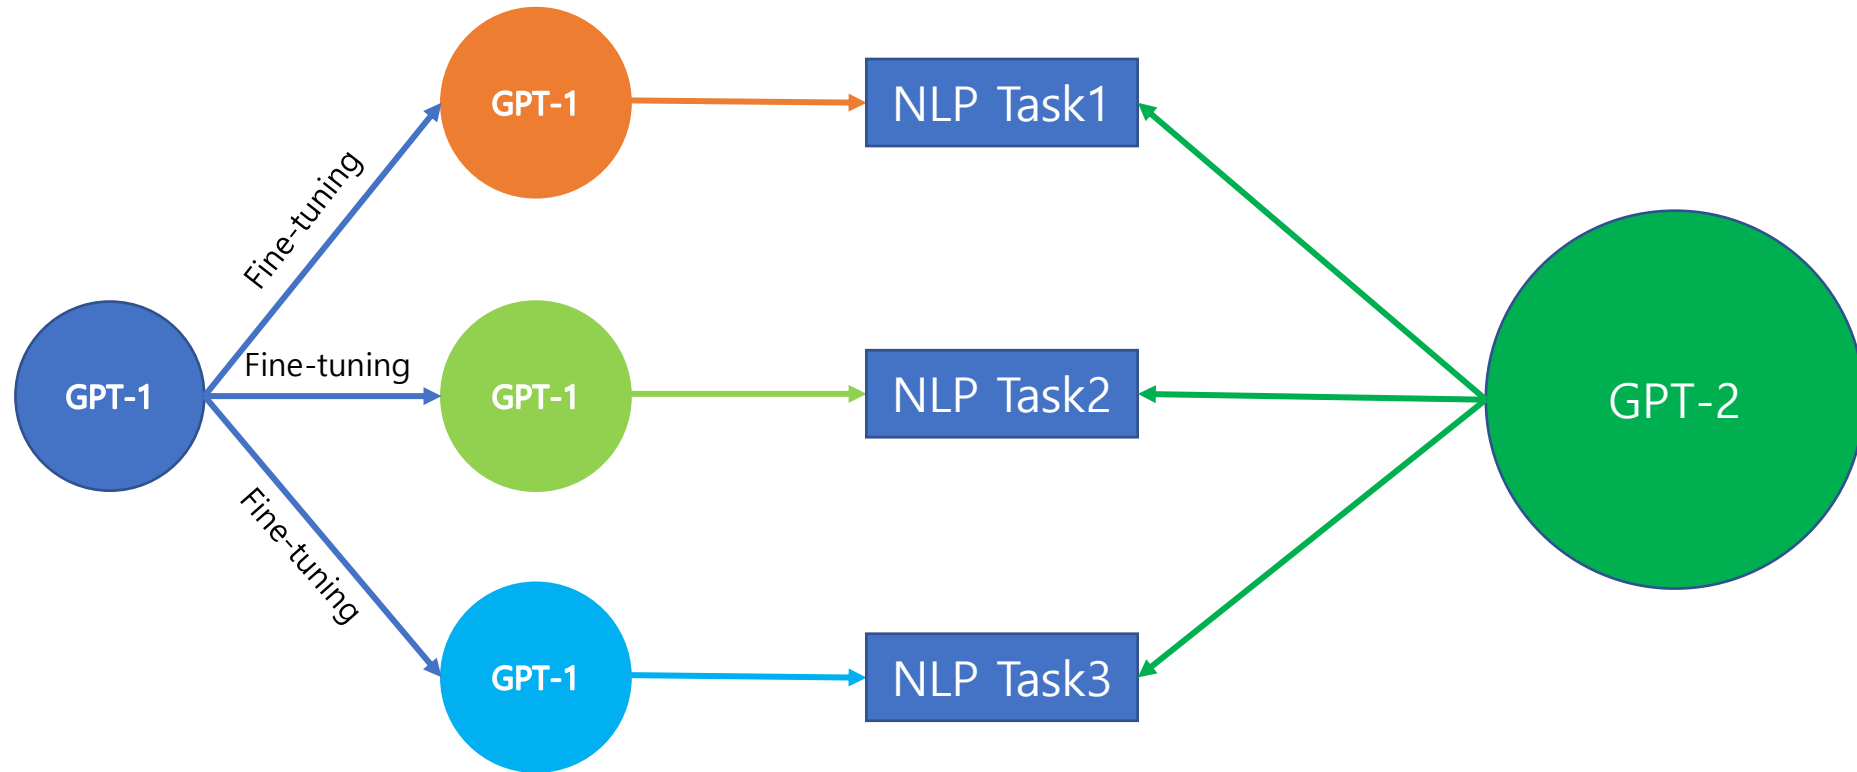 GPT-1
NLP Task1
Fine-tuning
GPT-1
Fine-tuning
GPT-1
NLP Task2
GPT-2
Fine-tuning
GPT-1
NLP Task3